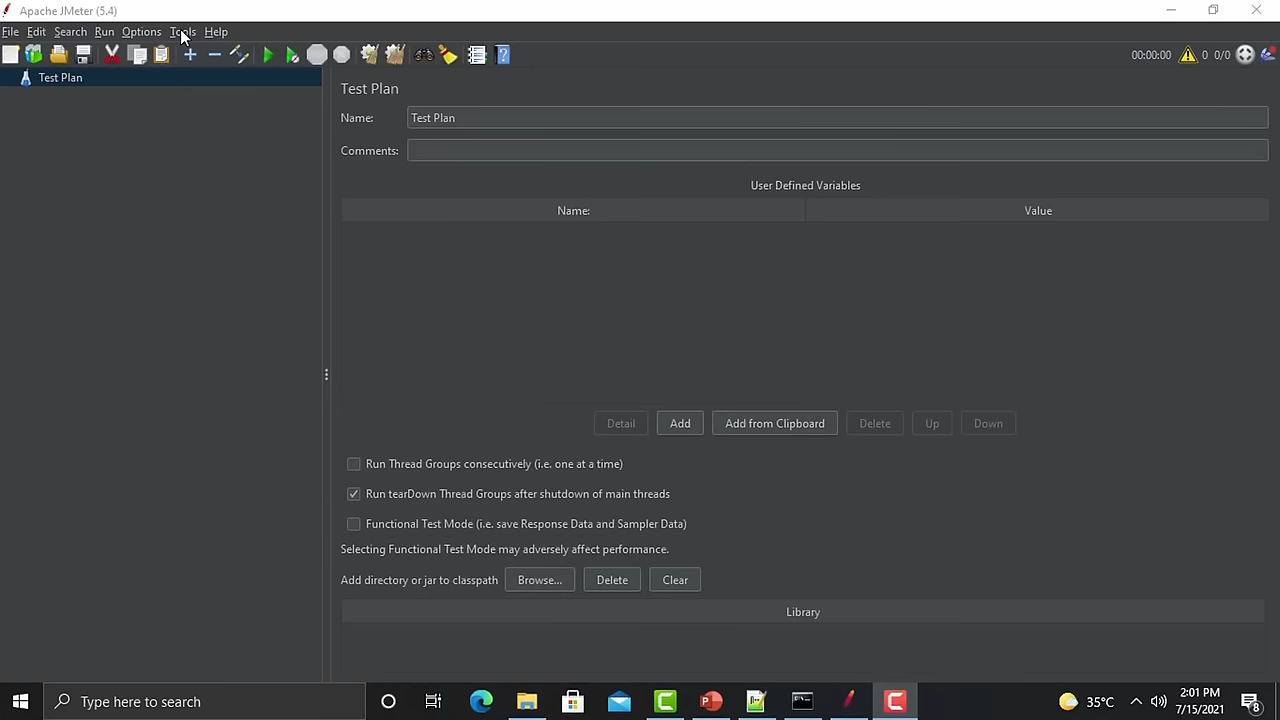 Apache JMeter (5.4)
File Edit Search Run Options Tools Help
00:00:00 0 0/0
Test Plan
Test Plan
Name: Test Plan
Comments:
User Defined Variables
Name: Value
Detail Add Add from Clipboard Delete Up Down
Run Thread Groups consecutively (i.e. one at a time)
Run tearDown Thread Groups after shutdown of main threads
Functional Test Mode (i.e. save Response Data and Sampler Data)
Selecting Functional Test Mode may adversely affect performance.
Add directory or jar to classpath Browse... Delete Clear
Library
Type here to search
35°C
2:01 PM
7/15/2021
8